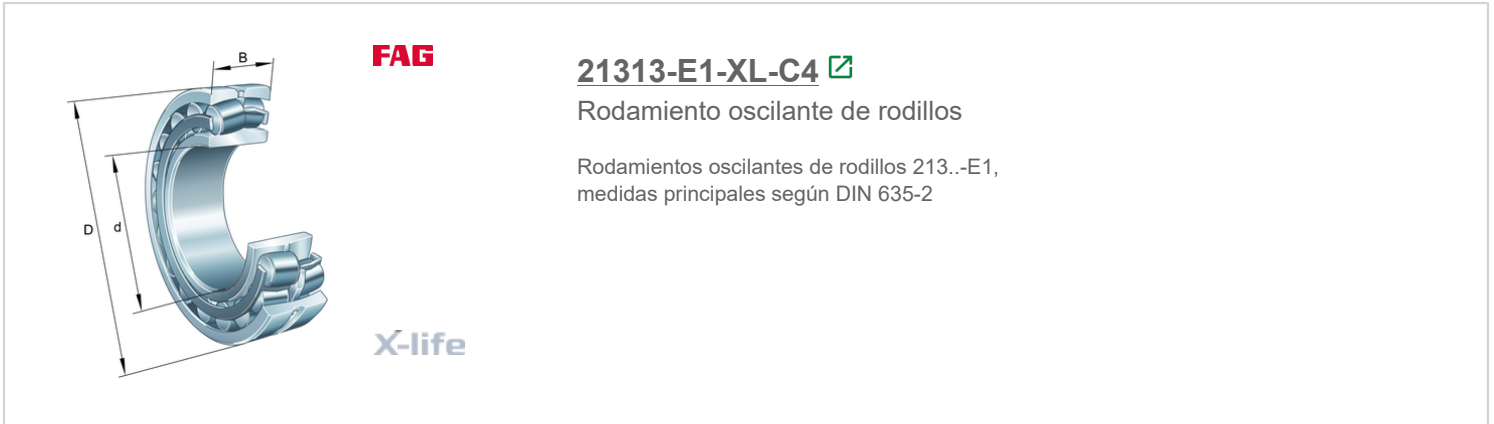 FAG
B
D
d
X-life
21313-E1-XL-C4
Rodamiento oscilante de rodillos
Rodamientos oscilantes de rodillos 213..-E1,
medidas principales según DIN 635-2